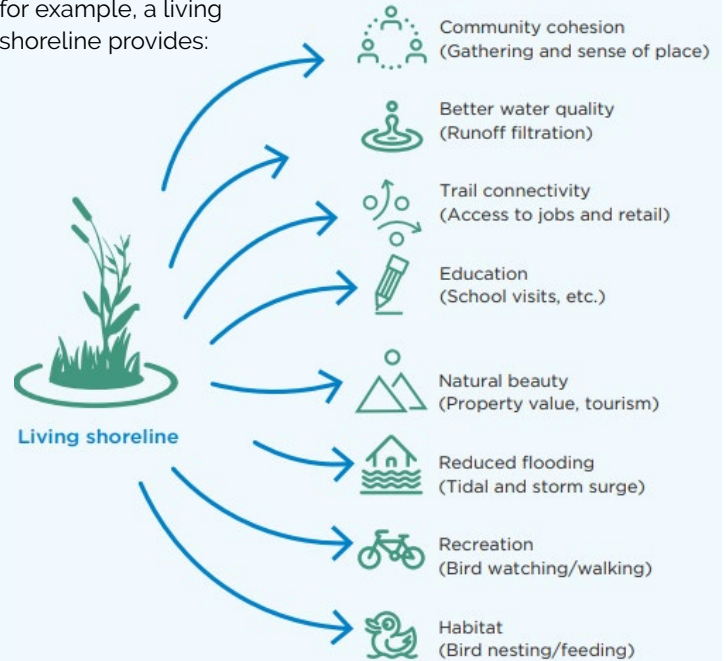 for example, a living
shoreline provides:
Community cohesion
(Gathering and sense of place)
Better water quality
(Runoff filtration)
Trail connectivity
(Access to jobs and retail)
Education
(School visits, etc.)
Natural beauty
(Property value, tourism)
Living shoreline
Reduced flooding
(Tidal and storm surge)
Recreation
(Bird watching/walking)
Habitat
(Bird nesting/feeding)